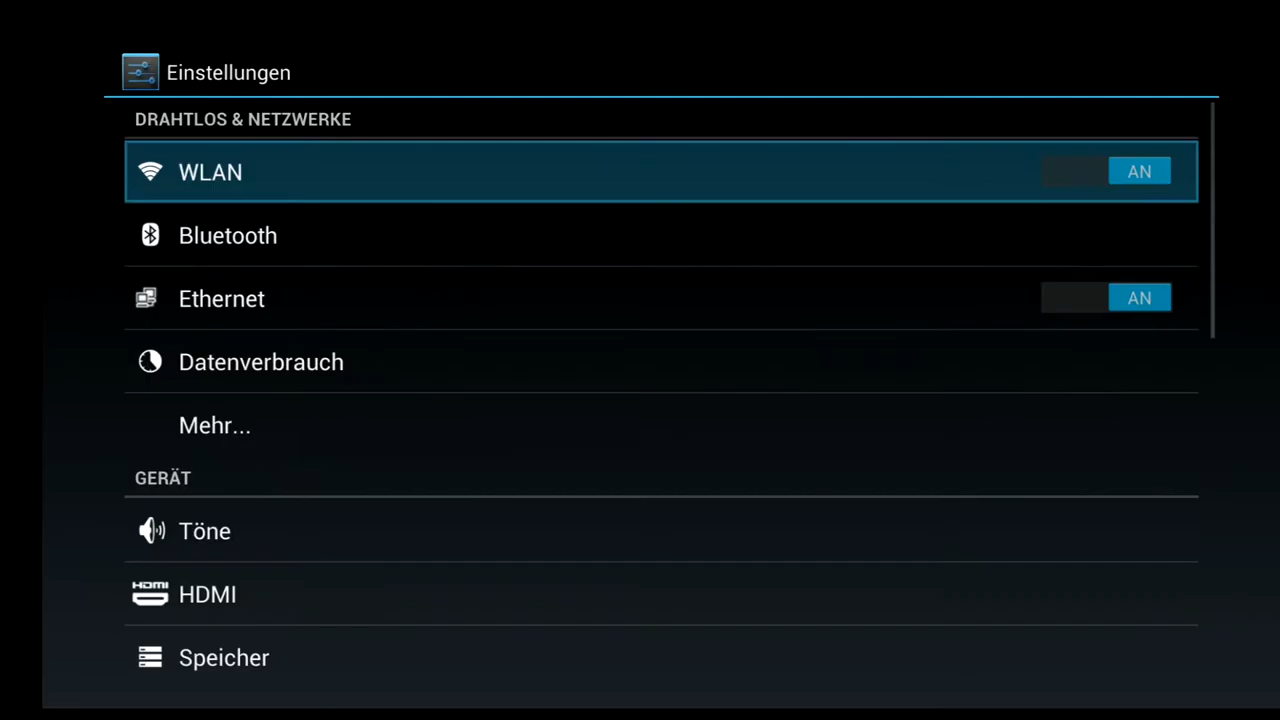 Einstellungen
DRAHTLOS & NETZWERKE
WLAN AN
Bluetooth
Ethernet AN
Datenverbrauch
Mehr...
GERÄT
Töne
HDMI HDMI
Speicher